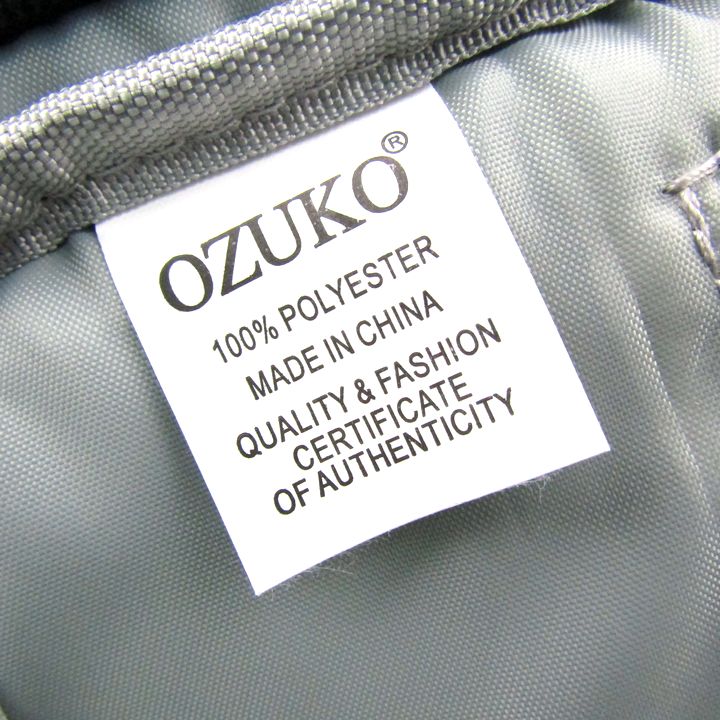 OZUKO®
100% POLYESTER
MADE IN CHINA
QUALITY & FASHION
CERTIFICATE
OF AUTHENTICITY